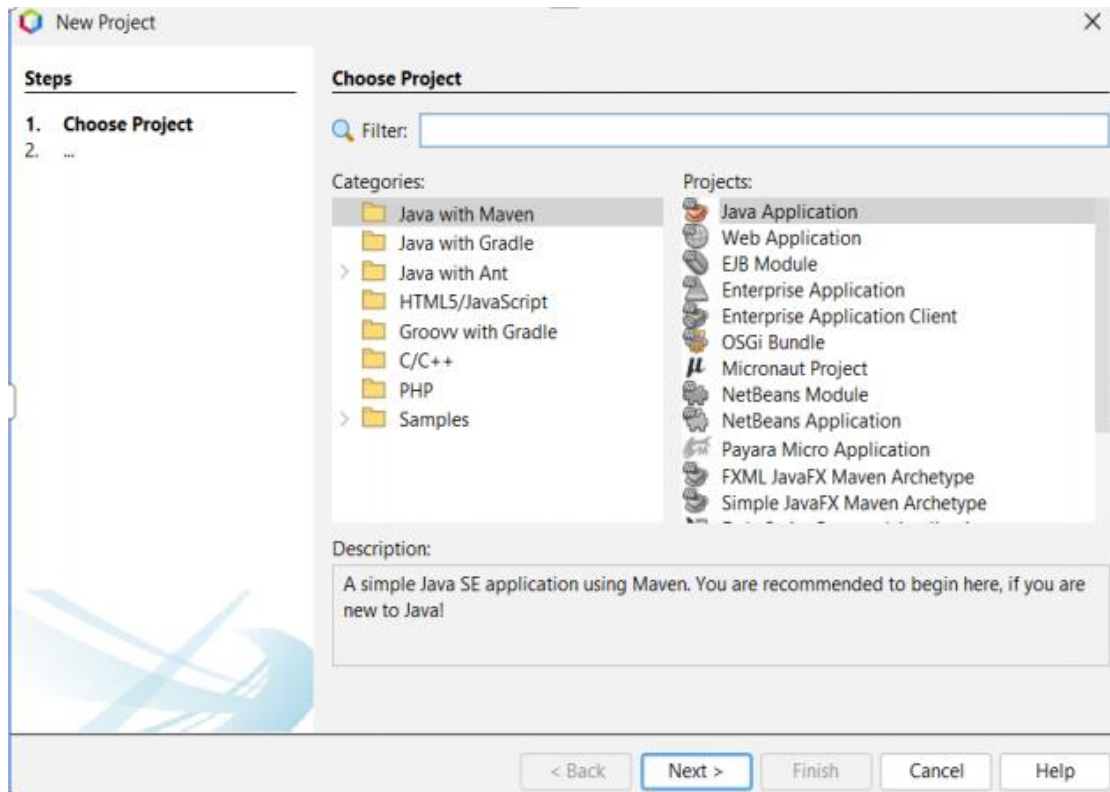 New Project
Steps
1. Choose Project
2. ...
Choose Project
Filter:
Categories:
Java with Maven
Java with Gradle
Java with Ant
HTML5/JavaScript
Groovv with Gradle
C/C++
PHP
Samples
Projects:
Java Application
Web Application
EJB Module
Enterprise Application
Enterprise Application Client
OSGi Bundle
Micronaut Project
NetBeans Module
NetBeans Application
Payara Micro Application
FXML JavaFX Maven Archetype
Simple JavaFX Maven Archetype
Description:
A simple Java SE application using Maven. You are recommended to begin here, if you are
new to Java!
< Back
Next >
Finish
Cancel
Help